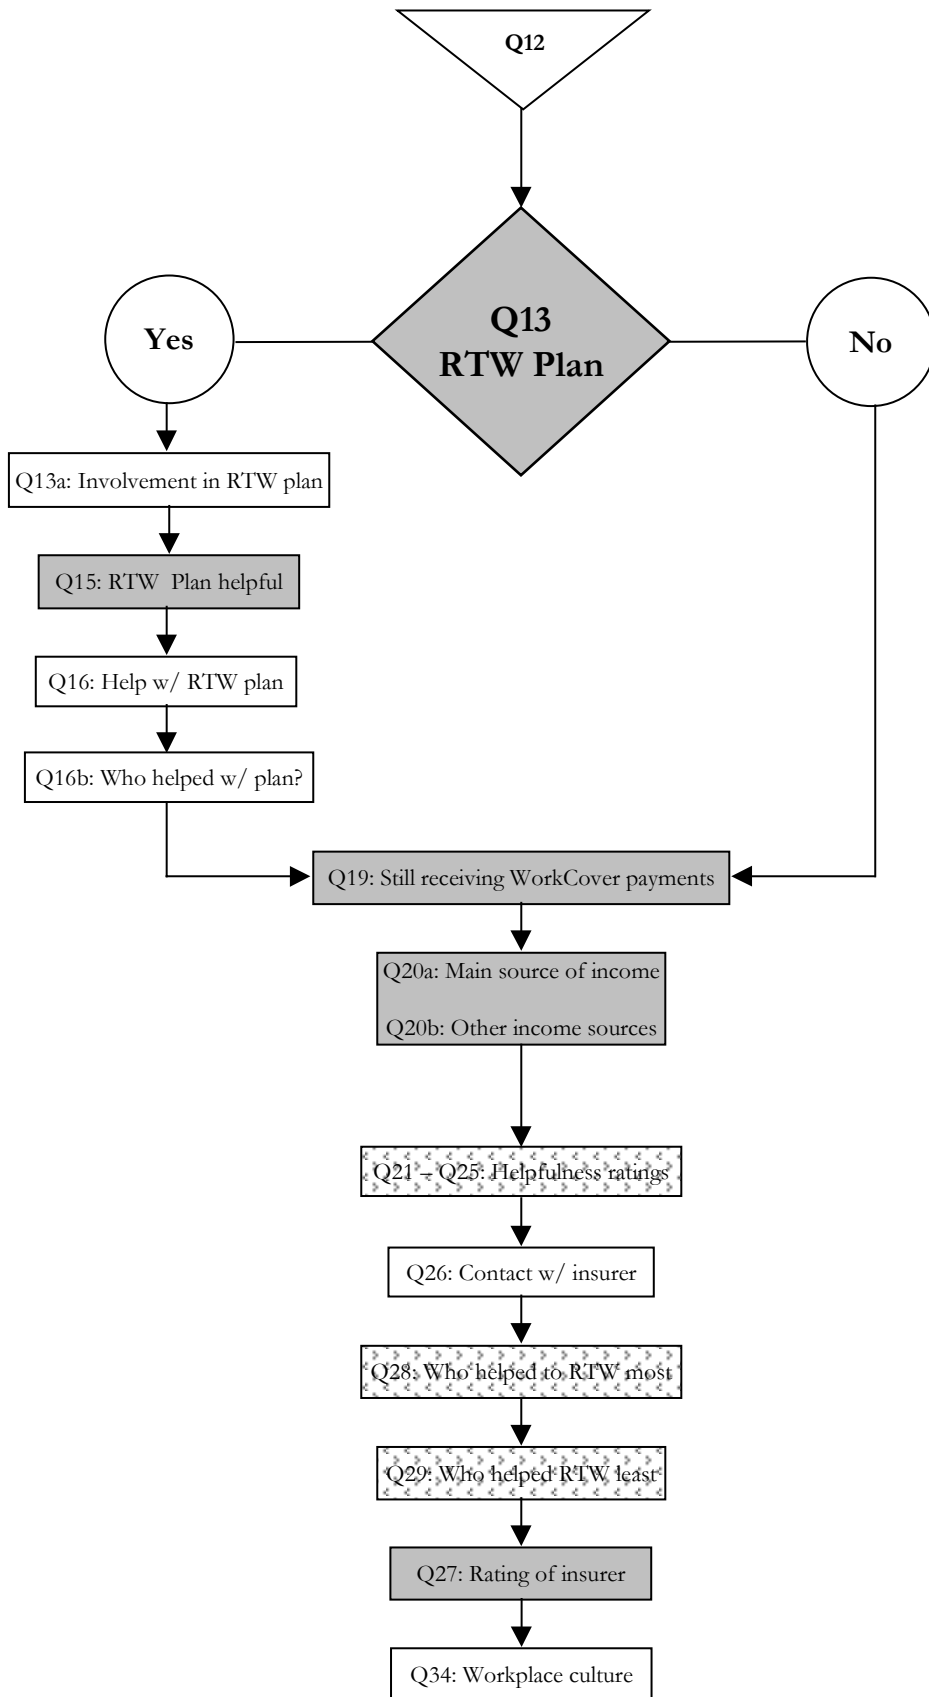 Q12
Q13
RTW Plan
Yes
No
Q13a: Involvement in RTW plan
Q15: RTW Plan helpful
Q16: Help w/ RTW plan
Q16b: Who helped w/ plan?
Q19: Still receiving WorkCover payments
Q20a: Main source of income
Q20b: Other income sources
Q21 – Q25: Helpfulness ratings
Q26: Contact w/ insurer
Q28: Who helped to RTW most
Q29: Who helped RTW least
Q27: Rating of insurer
Q34: Workplace culture